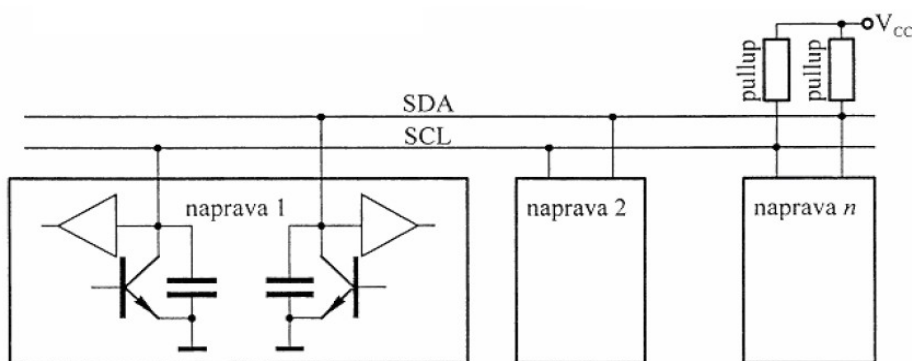 V_CC
pullup
pullup
SDA
SCL
naprava 1
naprava 2
naprava n